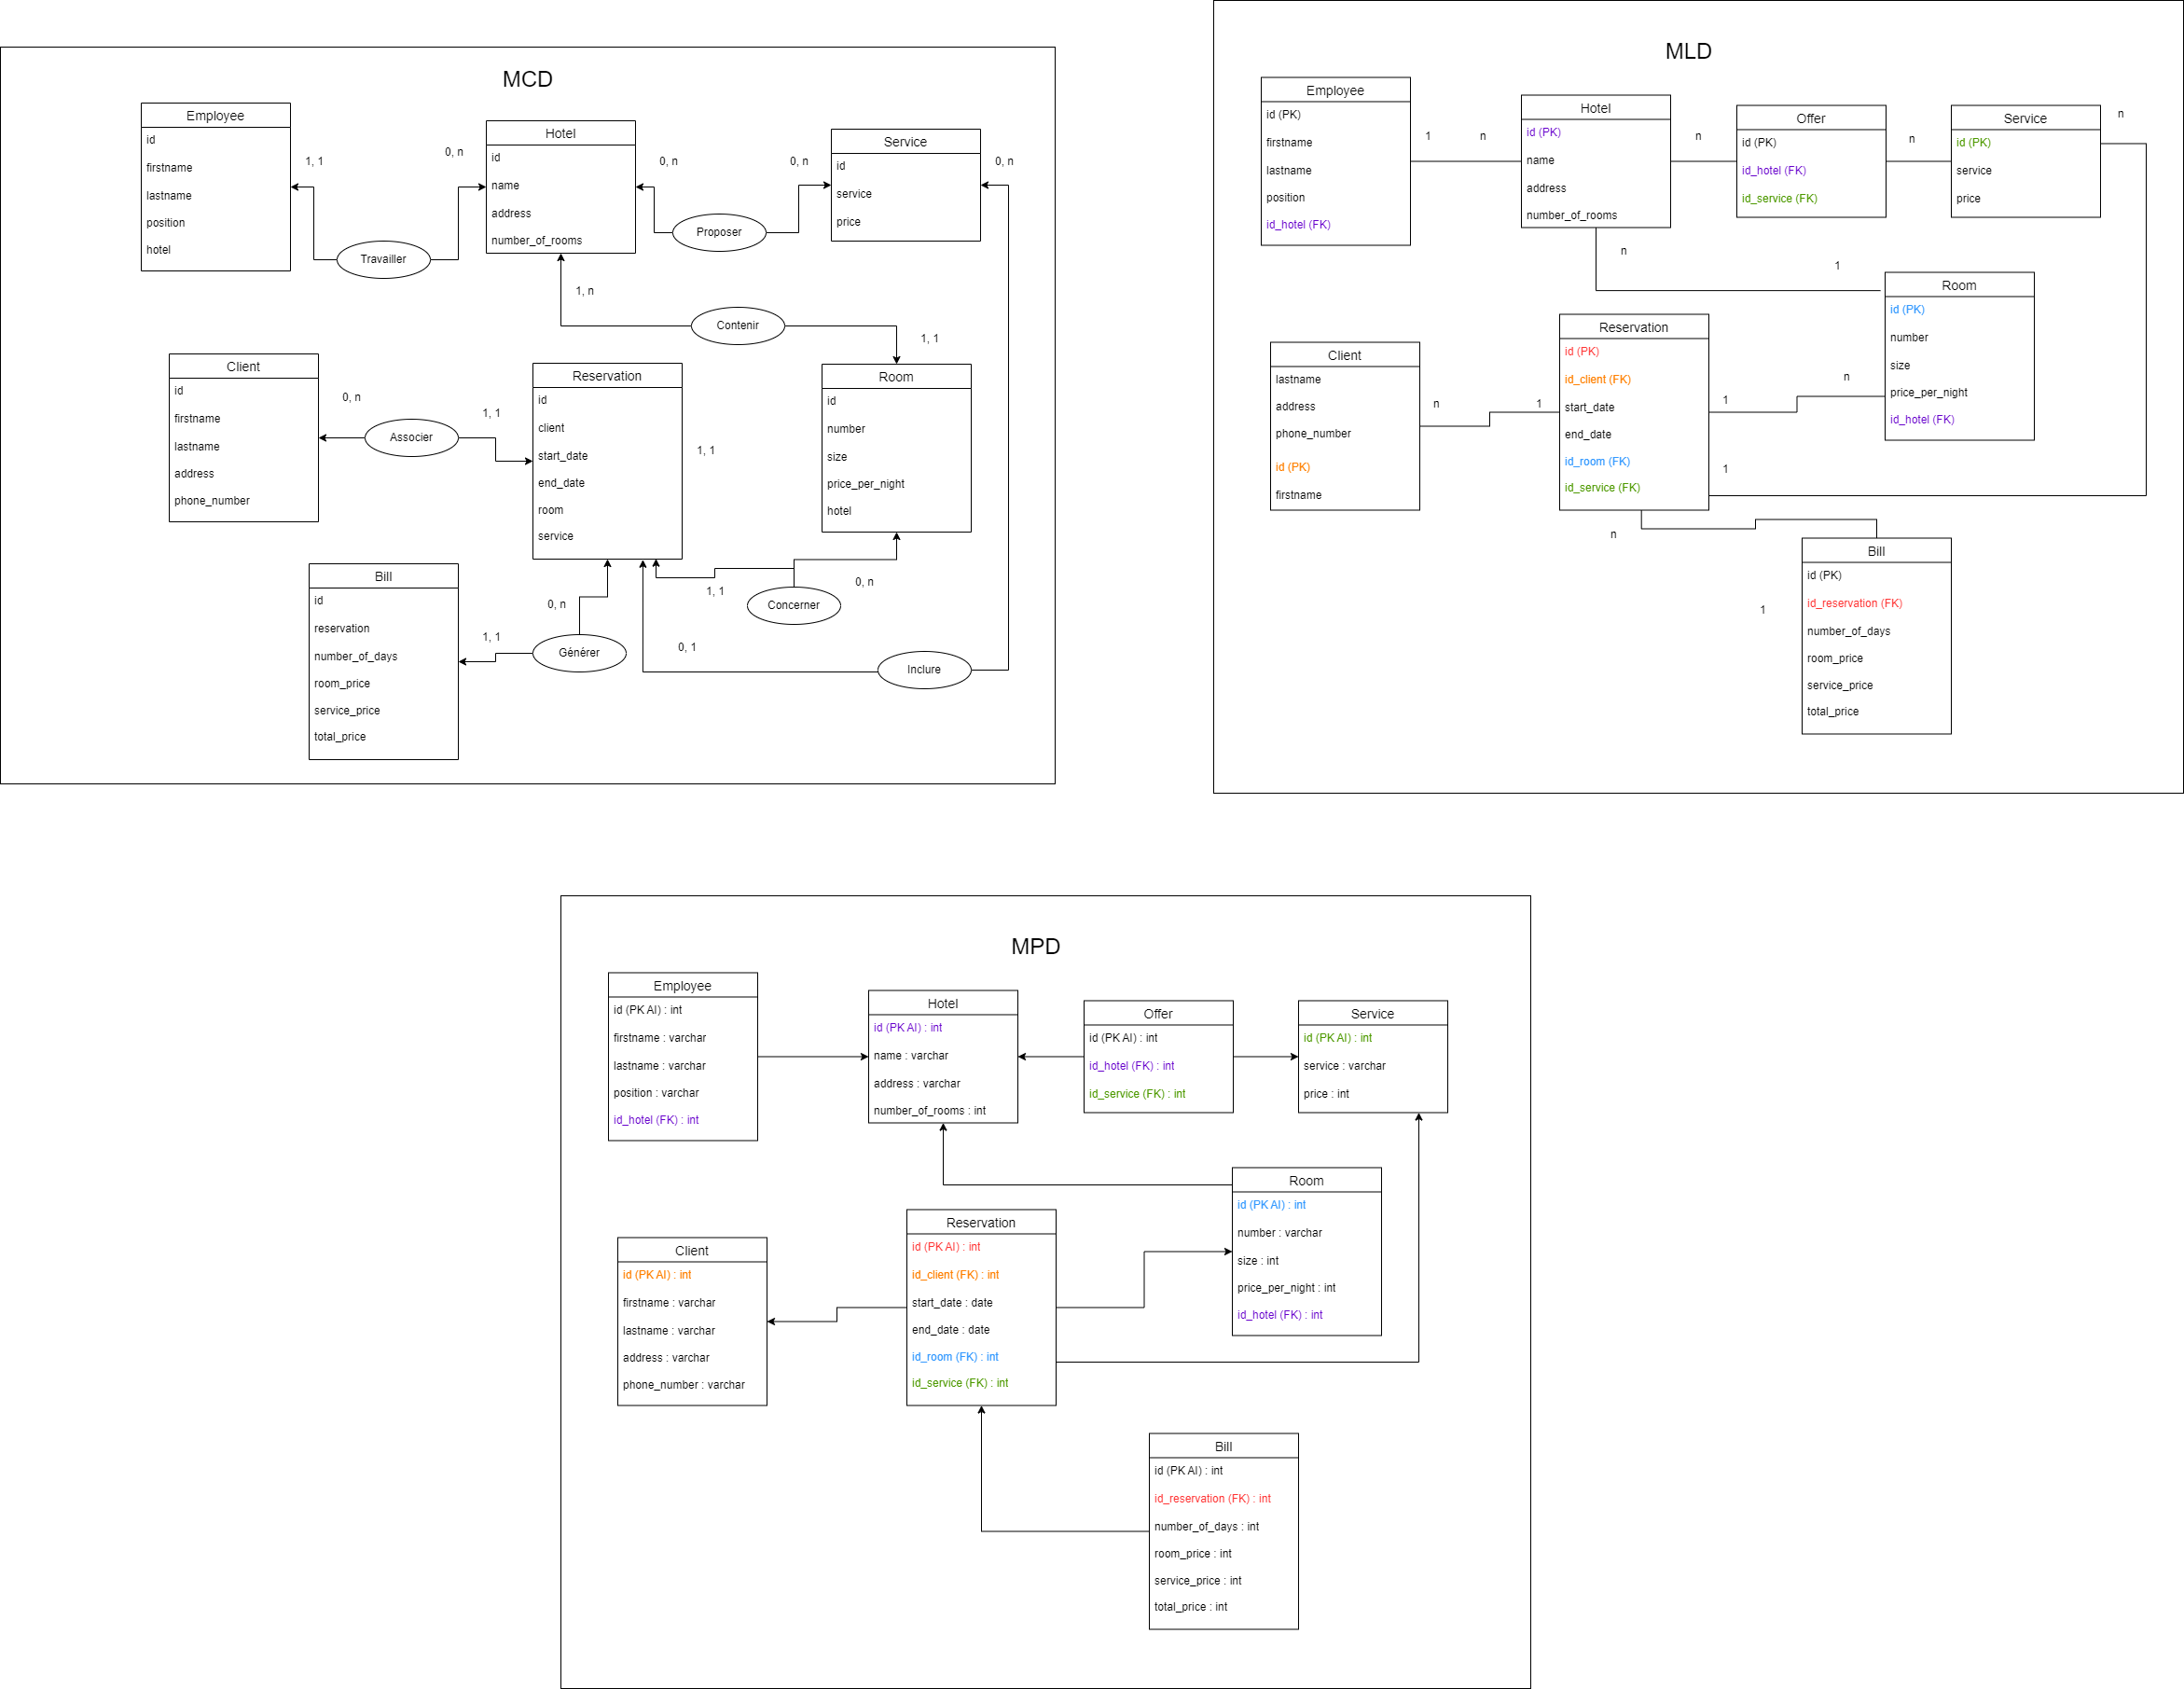 MCD
Employee
id
firstname
lastname
position
hotel
1, 1
Travailler
0, n
Hotel
id
name
address
number_of_rooms
0, n
Proposer
0, n
Service
id
service
price
0, n
1, n
Contenir
1, 1
Client
id
firstname
lastname
address
phone_number
0, n
Associer
1, 1
Reservation
id
client
start_date
end_date
room
service
1, 1
Room
id
number
size
price_per_night
hotel
Bill
id
reservation
number_of_days
room_price
service_price
total_price
1, 1
Générer
0, n
1, 1
Concerner
0, n
0, 1
Inclure
MLD
Employee
id (PK)
firstname
lastname
position
id_hotel (FK)
1
n
Hotel
id (PK)
name
address
number_of_rooms
n
Offer
id (PK)
id_hotel (FK)
id_service (FK)
n
Service
id (PK)
service
price
n
n
1
Room
id (PK)
number
size
price_per_night
id_hotel (FK)
Client
lastname
address
phone_number
id (PK)
firstname
n
1
Reservation
id (PK)
id_client (FK)
start_date
end_date
id_room (FK)
id_service (FK)
1
n
1
n
1
Bill
id (PK)
id_reservation (FK)
number_of_days
room_price
service_price
total_price
MPD
Employee
id (PK AI) : int
firstname : varchar
lastname : varchar
position : varchar
id_hotel (FK) : int
Hotel
id (PK AI) : int
name : varchar
address : varchar
number_of_rooms : int
Offer
id (PK AI) : int
id_hotel (FK) : int
id_service (FK) : int
Service
id (PK AI) : int
service : varchar
price : int
Room
id (PK AI) : int
number : varchar
size : int
price_per_night : int
id_hotel (FK) : int
Client
id (PK AI) : int
firstname : varchar
lastname : varchar
address : varchar
phone_number : varchar
Reservation
id (PK AI) : int
id_client (FK) : int
start_date : date
end_date : date
id_room (FK) : int
id_service (FK) : int
Bill
id (PK AI) : int
id_reservation (FK) : int
number_of_days : int
room_price : int
service_price : int
total_price : int